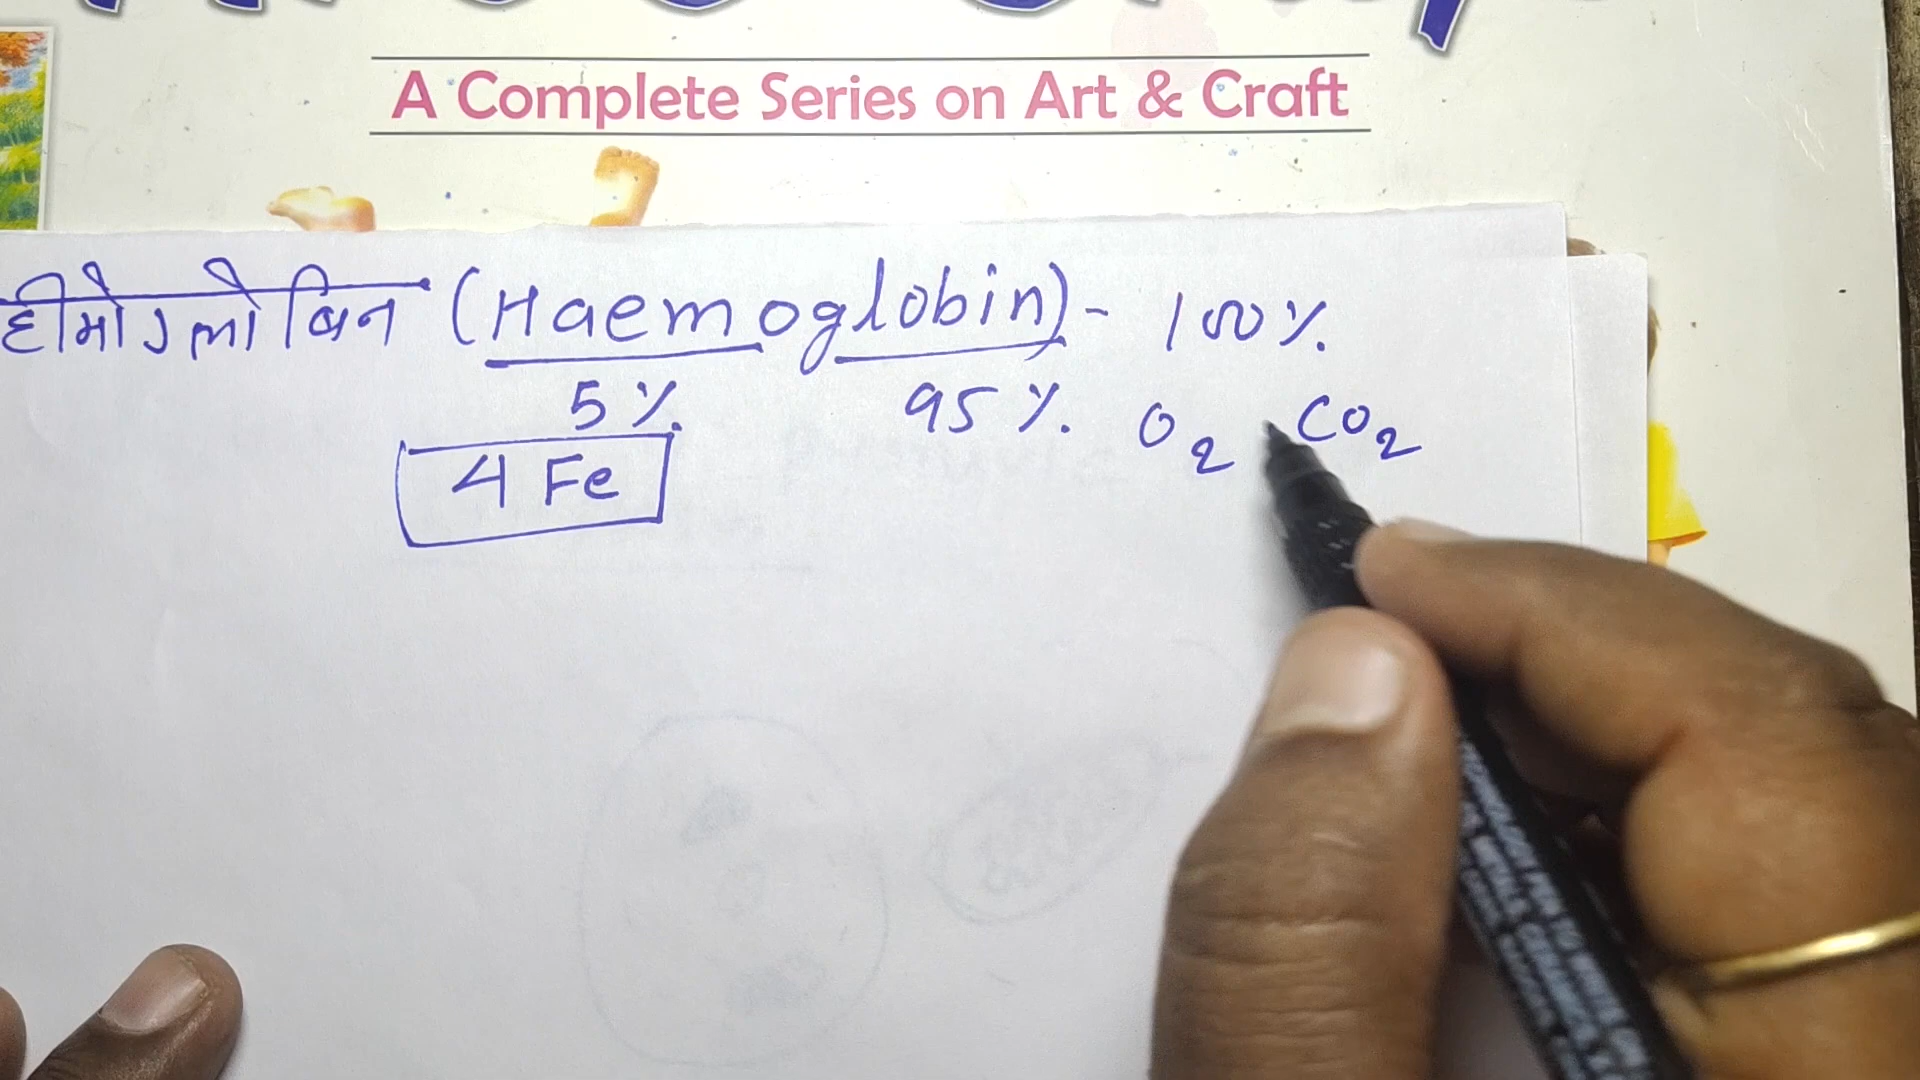 A Complete Series on Art & Craft
हीमोग्लोबिन (Haemoglobin) - 100%
5% 95% O2 CO2
4 Fe